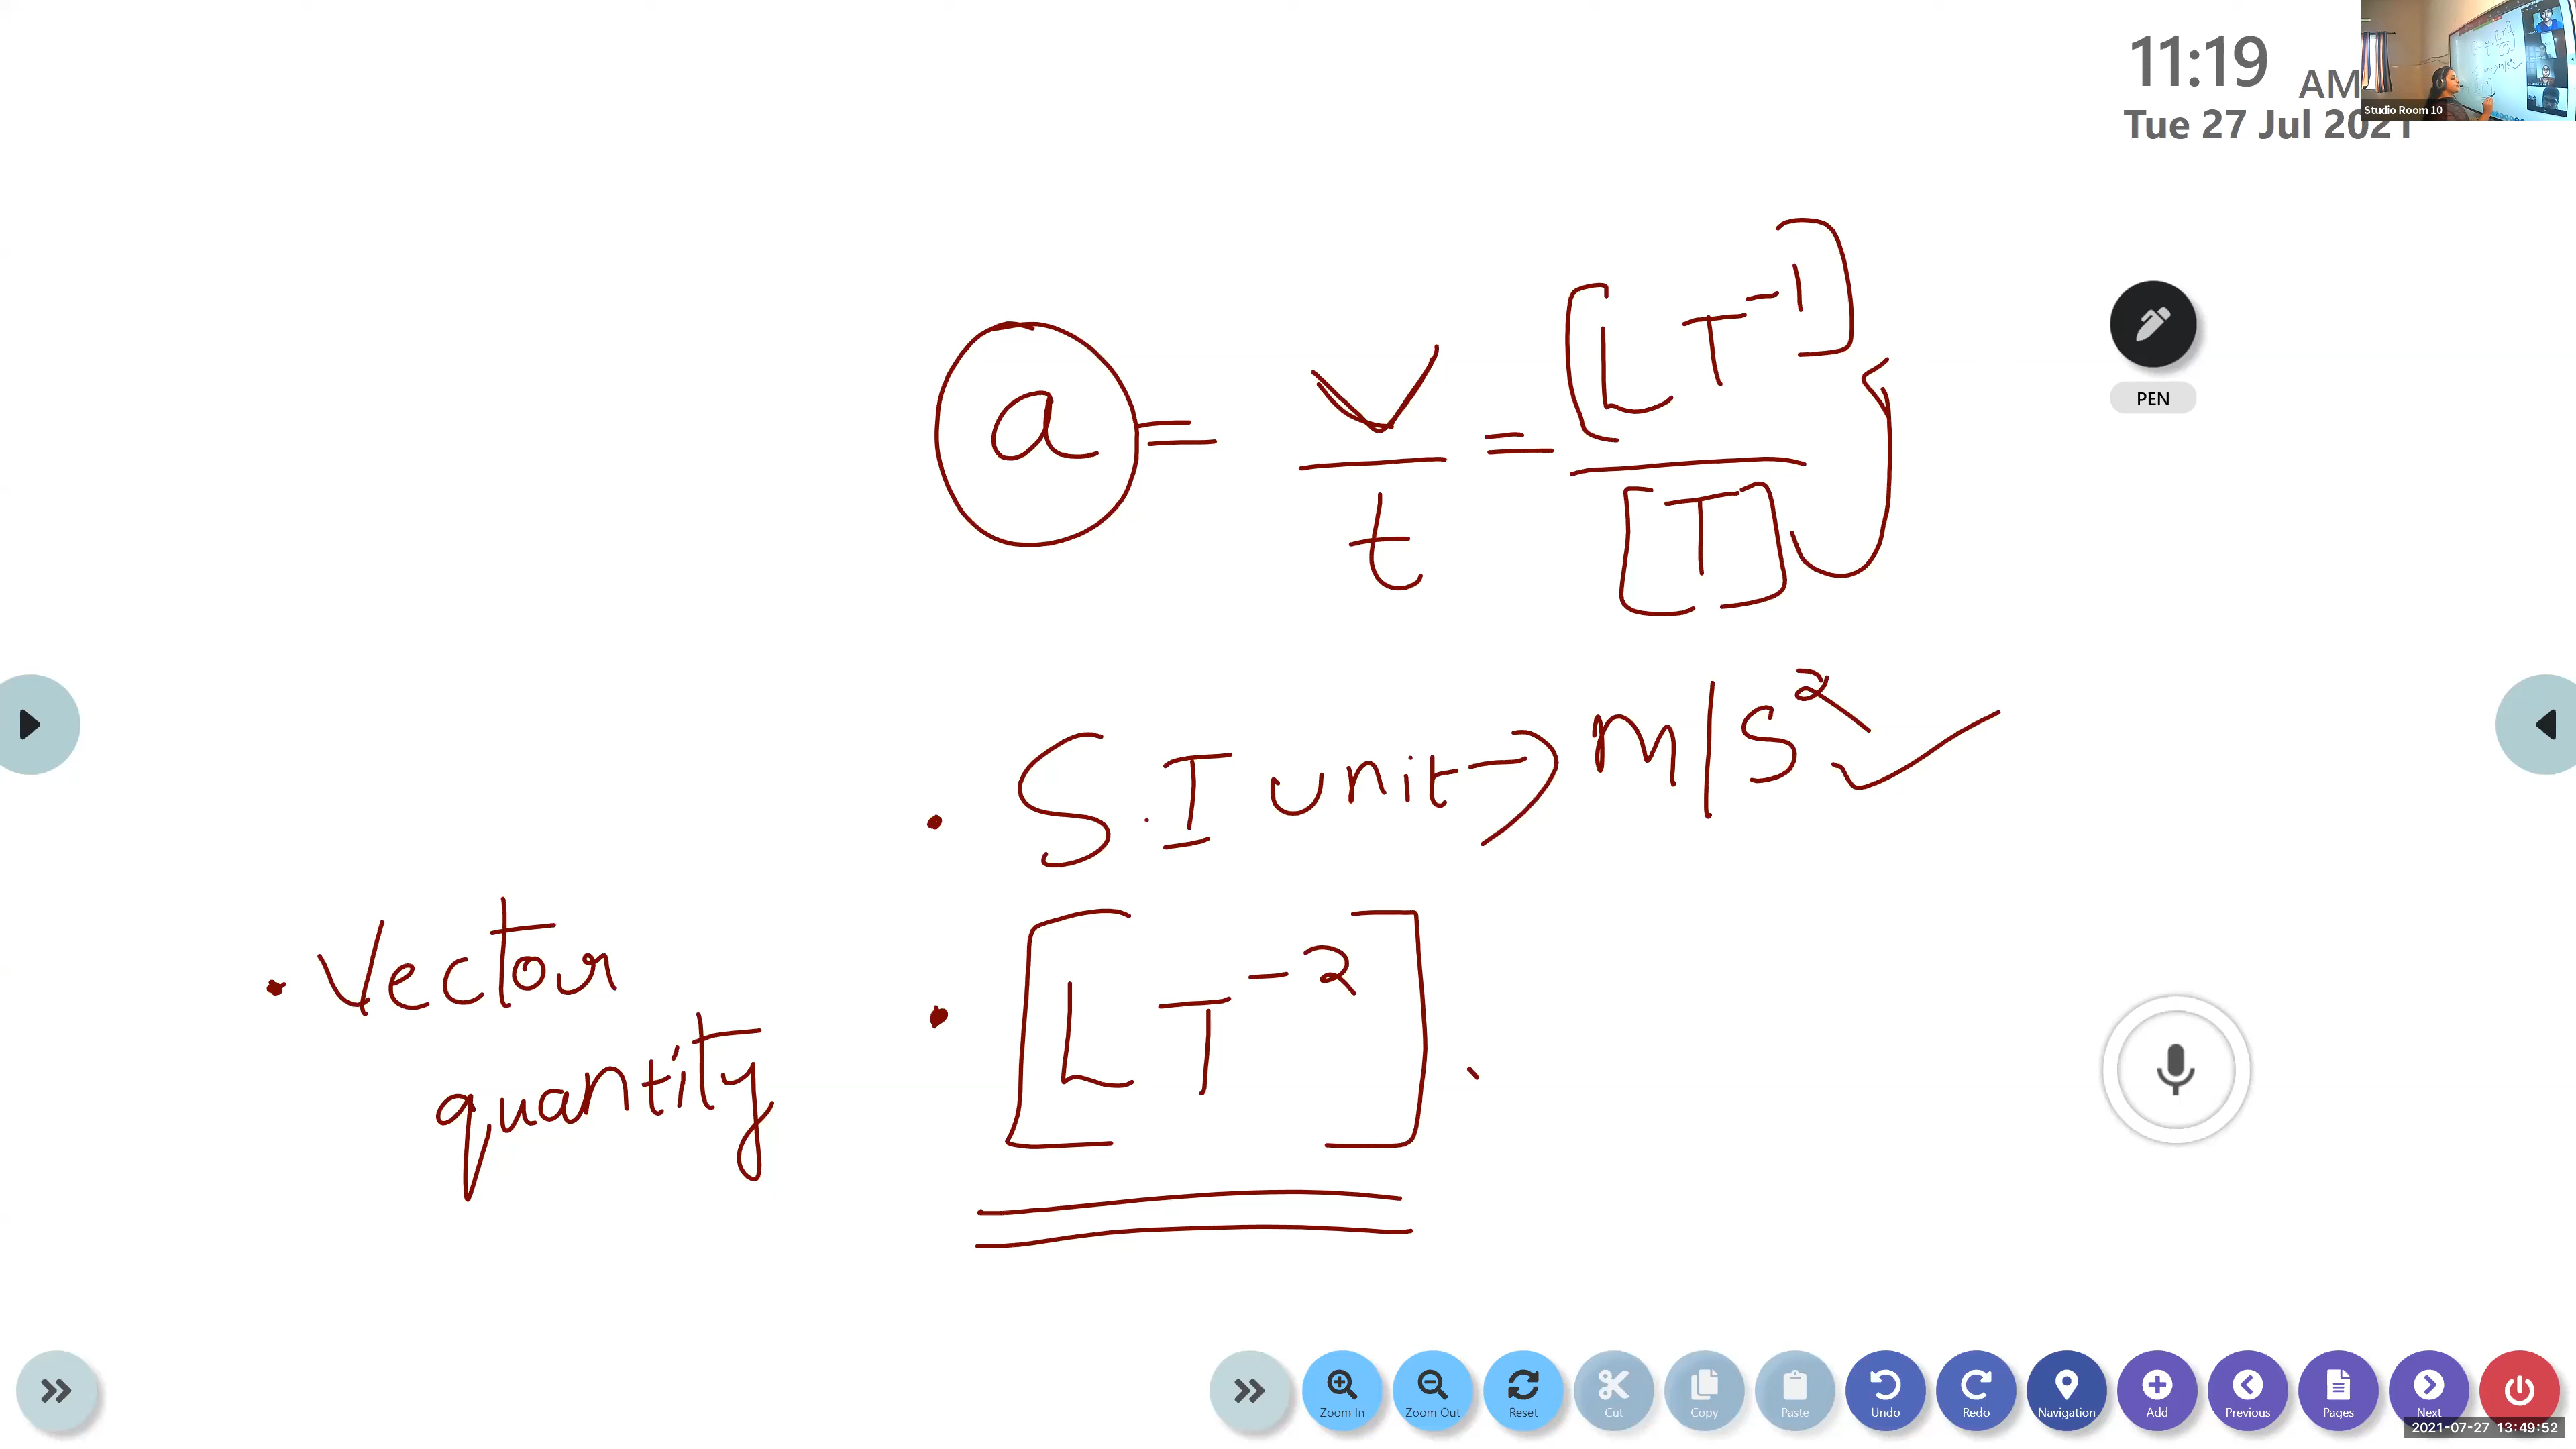 11:19 AM
Studio Room 10
Tue 27 Jul 2021
a = v/t = [LT⁻¹]/[T]
PEN
• S.I unit → m/s² ✓
• Vector
quantity
• [LT⁻²].
Zoom In Zoom Out Reset Cut Copy Paste Undo Redo Navigation Add Previous Pages Next
2021-07-27 13:49:52